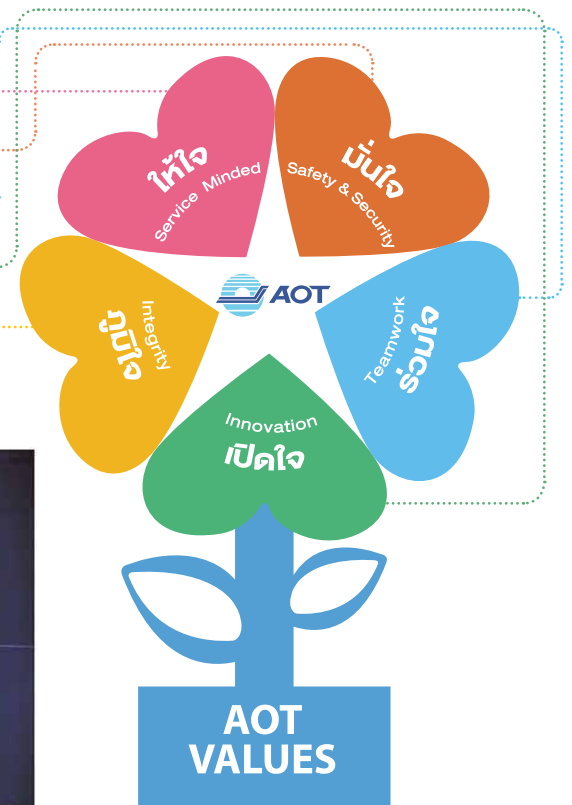 ให้ใจ
Service Minded
มั่นใจ
Safety & Security
AOT
ภูมิใจ
Integrity
Teamwork
ร่วมใจ
Innovation
เปิดใจ
AOT
VALUES